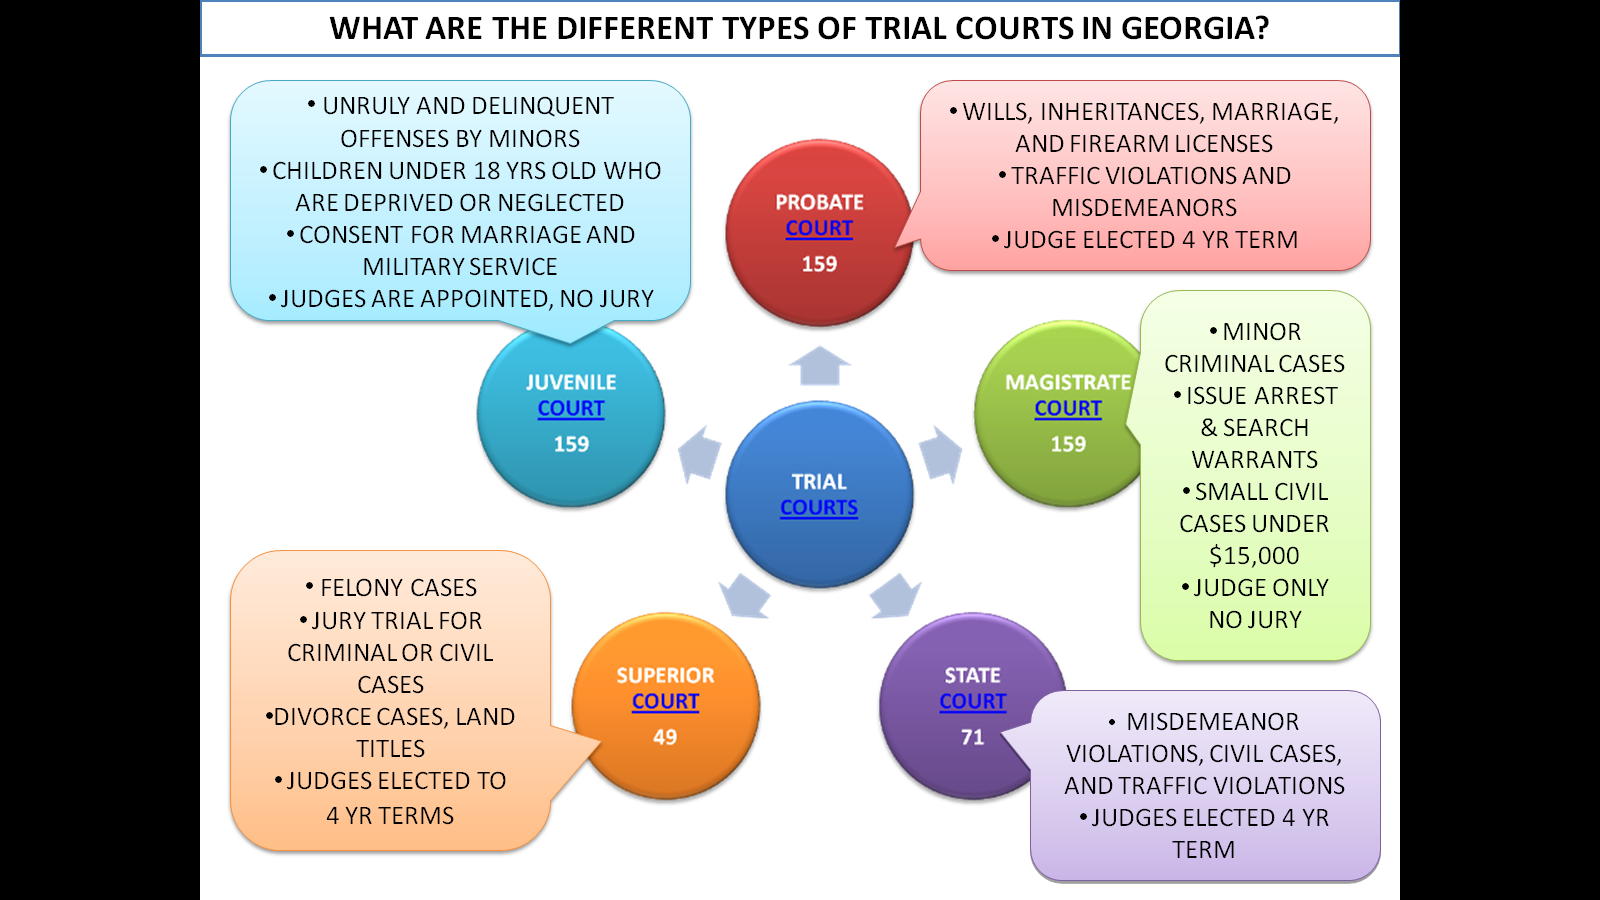 WHAT ARE THE DIFFERENT TYPES OF TRIAL COURTS IN GEORGIA?
• UNRULY AND DELINQUENT
OFFENSES BY MINORS
• CHILDREN UNDER 18 YRS OLD WHO
ARE DEPRIVED OR NEGLECTED
• CONSENT FOR MARRIAGE AND
MILITARY SERVICE
• JUDGES ARE APPOINTED, NO JURY
JUVENILE
COURT
159
PROBATE
COURT
159
• WILLS, INHERITANCES, MARRIAGE,
AND FIREARM LICENSES
• TRAFFIC VIOLATIONS AND
MISDEMEANORS
• JUDGE ELECTED 4 YR TERM
MAGISTRATE
COURT
159
• MINOR
CRIMINAL CASES
• ISSUE ARREST
& SEARCH
WARRANTS
• SMALL CIVIL
CASES UNDER
$15,000
• JUDGE ONLY
NO JURY
TRIAL
COURTS
• FELONY CASES
• JURY TRIAL FOR
CRIMINAL OR CIVIL
CASES
• DIVORCE CASES, LAND
TITLES
• JUDGES ELECTED TO
4 YR TERMS
SUPERIOR
COURT
49
STATE
COURT
71
• MISDEMEANOR
VIOLATIONS, CIVIL CASES,
AND TRAFFIC VIOLATIONS
• JUDGES ELECTED 4 YR
TERM